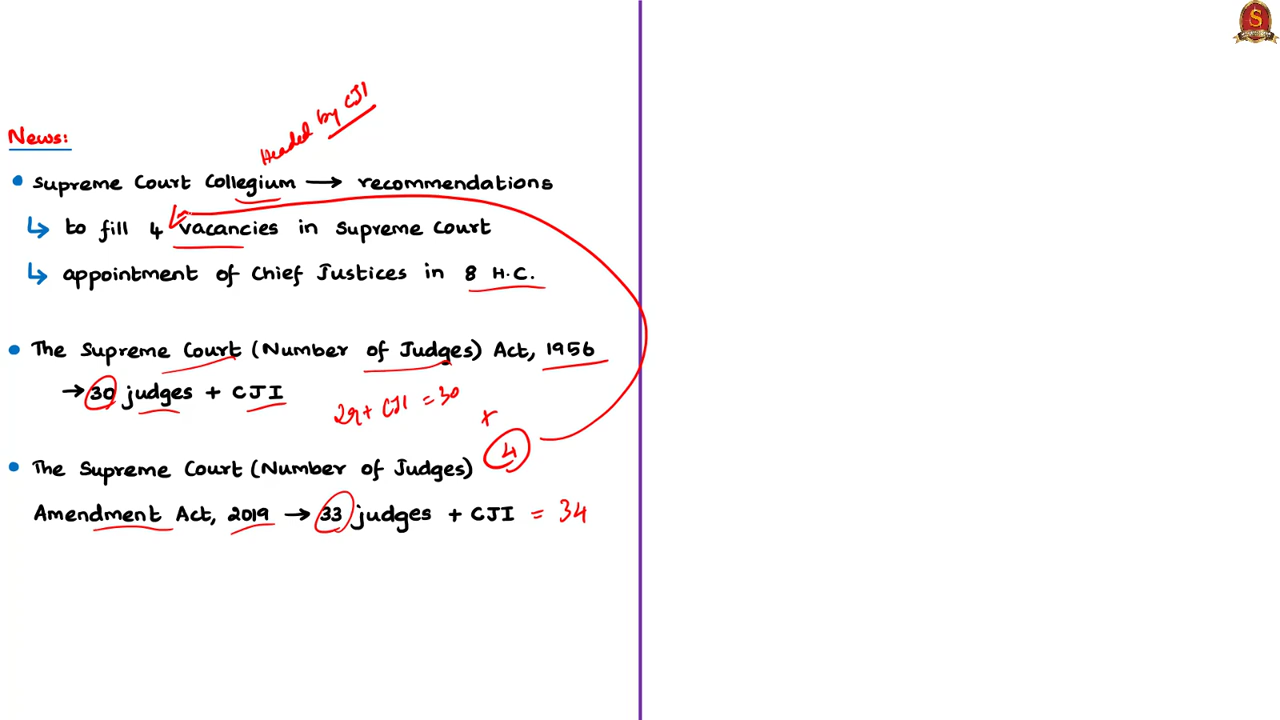 Headed by CJI
News:
• Supreme Court Collegium → recommendations
↳ to fill 4 vacancies in Supreme Court
↳ appointment of Chief Justices in 8 H.C.
• The Supreme Court (Number of Judges) Act, 1956
→ 30 judges + CJI
29 + CJI = 30
+
4
• The Supreme Court (Number of Judges)
Amendment Act, 2019 → 33 judges + CJI = 34
S